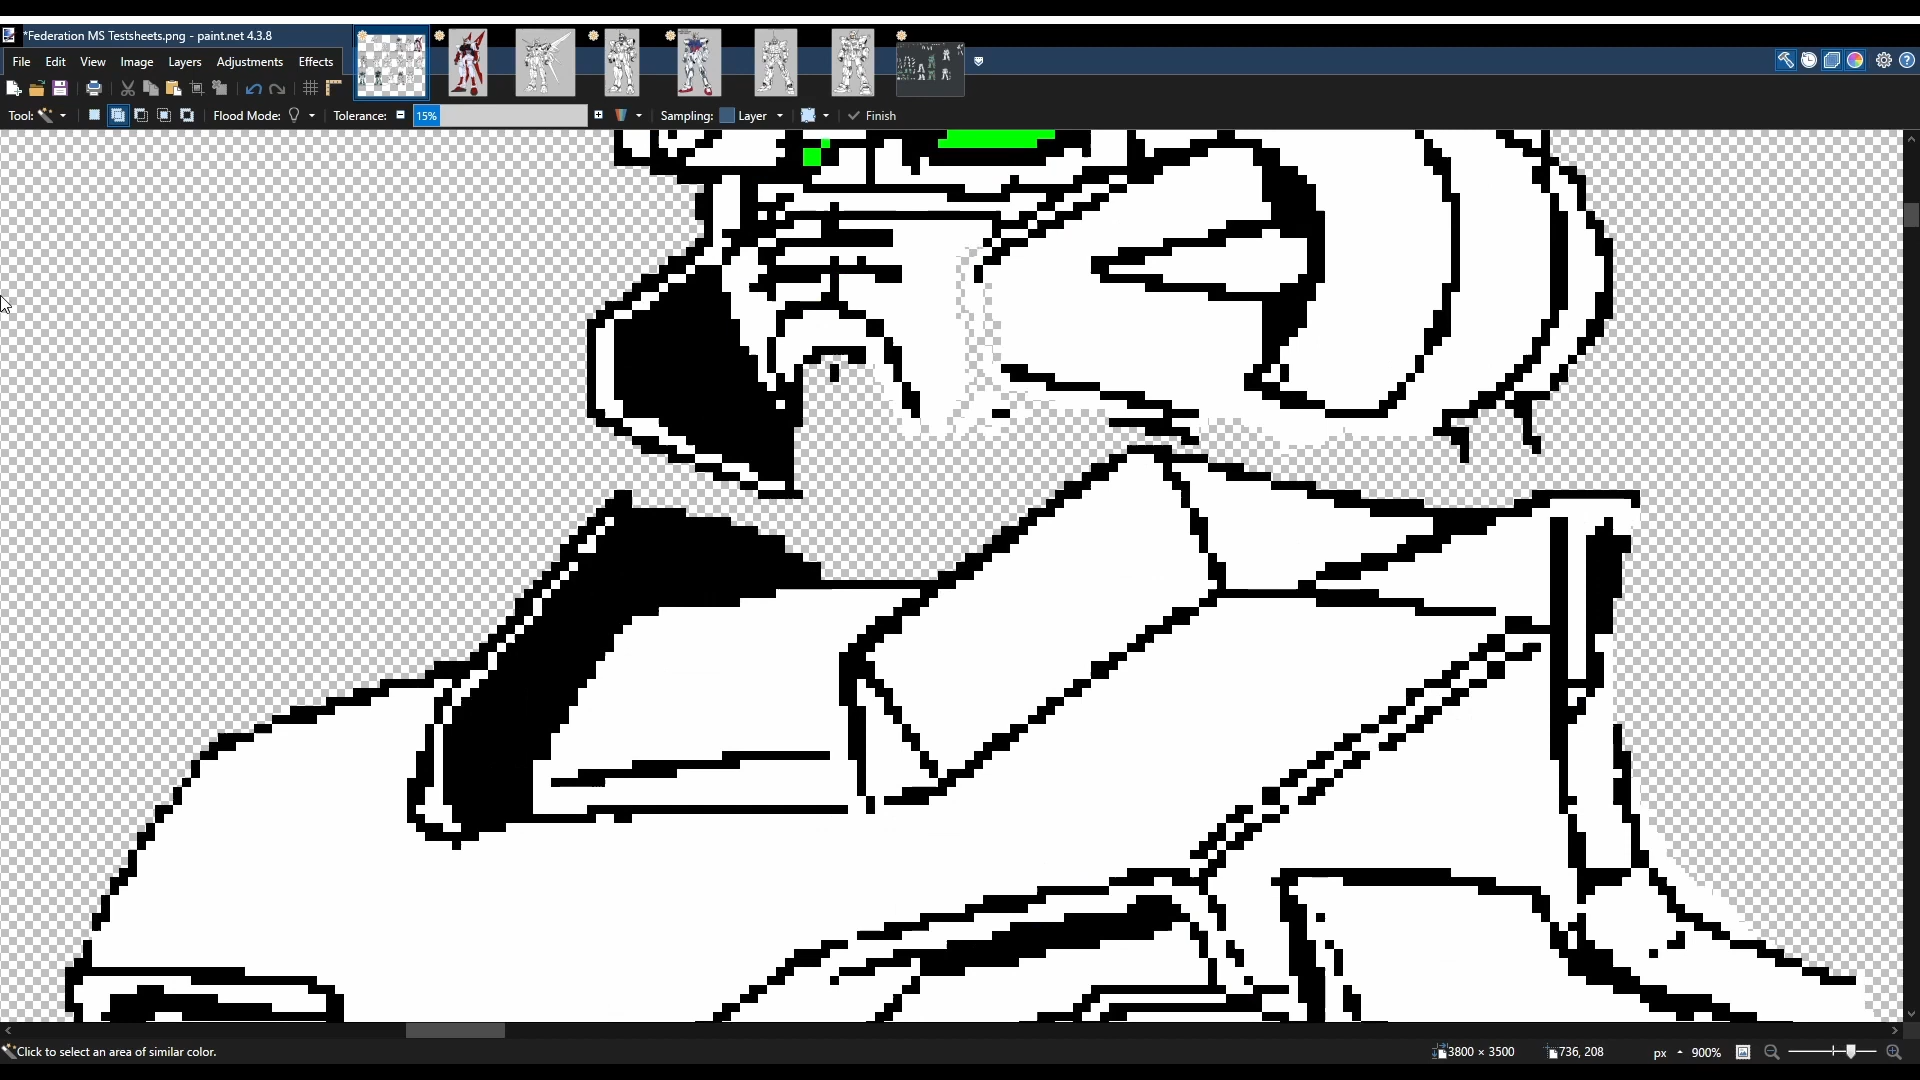 *Federation MS Testsheets.png - paint.net 4.3.8
File Edit View Image Layers Adjustments Effects
Tool: Flood Mode: Tolerance: 15% Sampling: Layer Finish
Click to select an area of similar color. 3800 × 3500 736, 208 px 900%